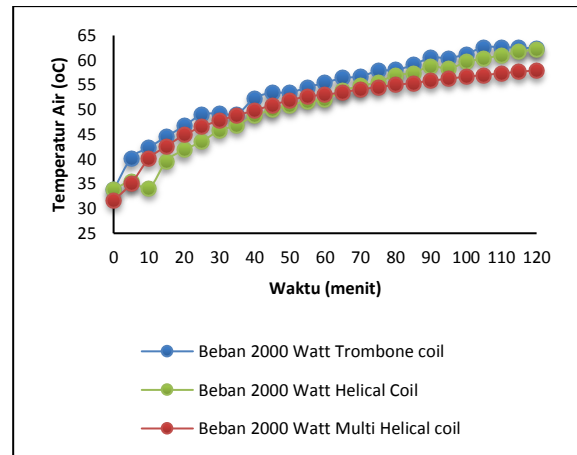 65
60
55
50
45
40
35
30
25
Temperatur Air (oC)
0 10 20 30 40 50 60 70 80 90 100 110 120
Waktu (menit)
Beban 2000 Watt Trombone coil
Beban 2000 Watt Helical Coil
Beban 2000 Watt Multi Helical coil